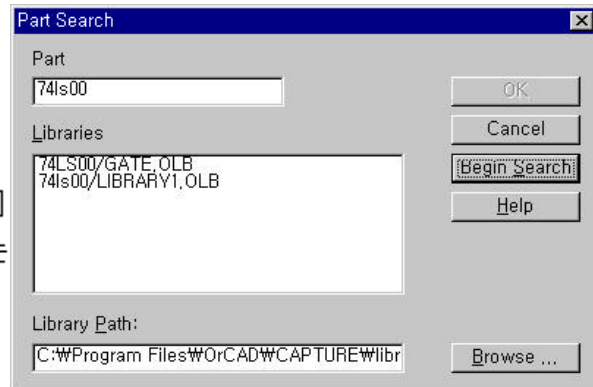 Part Search
Part
74ls00
OK
Libraries
Cancel
74LS00/GATE.OLB
74ls00/LIBRARY1.OLB
Begin Search
Help
Library Path:
C:₩Program Files₩OrCAD₩CAPTURE₩libr
Browse ...